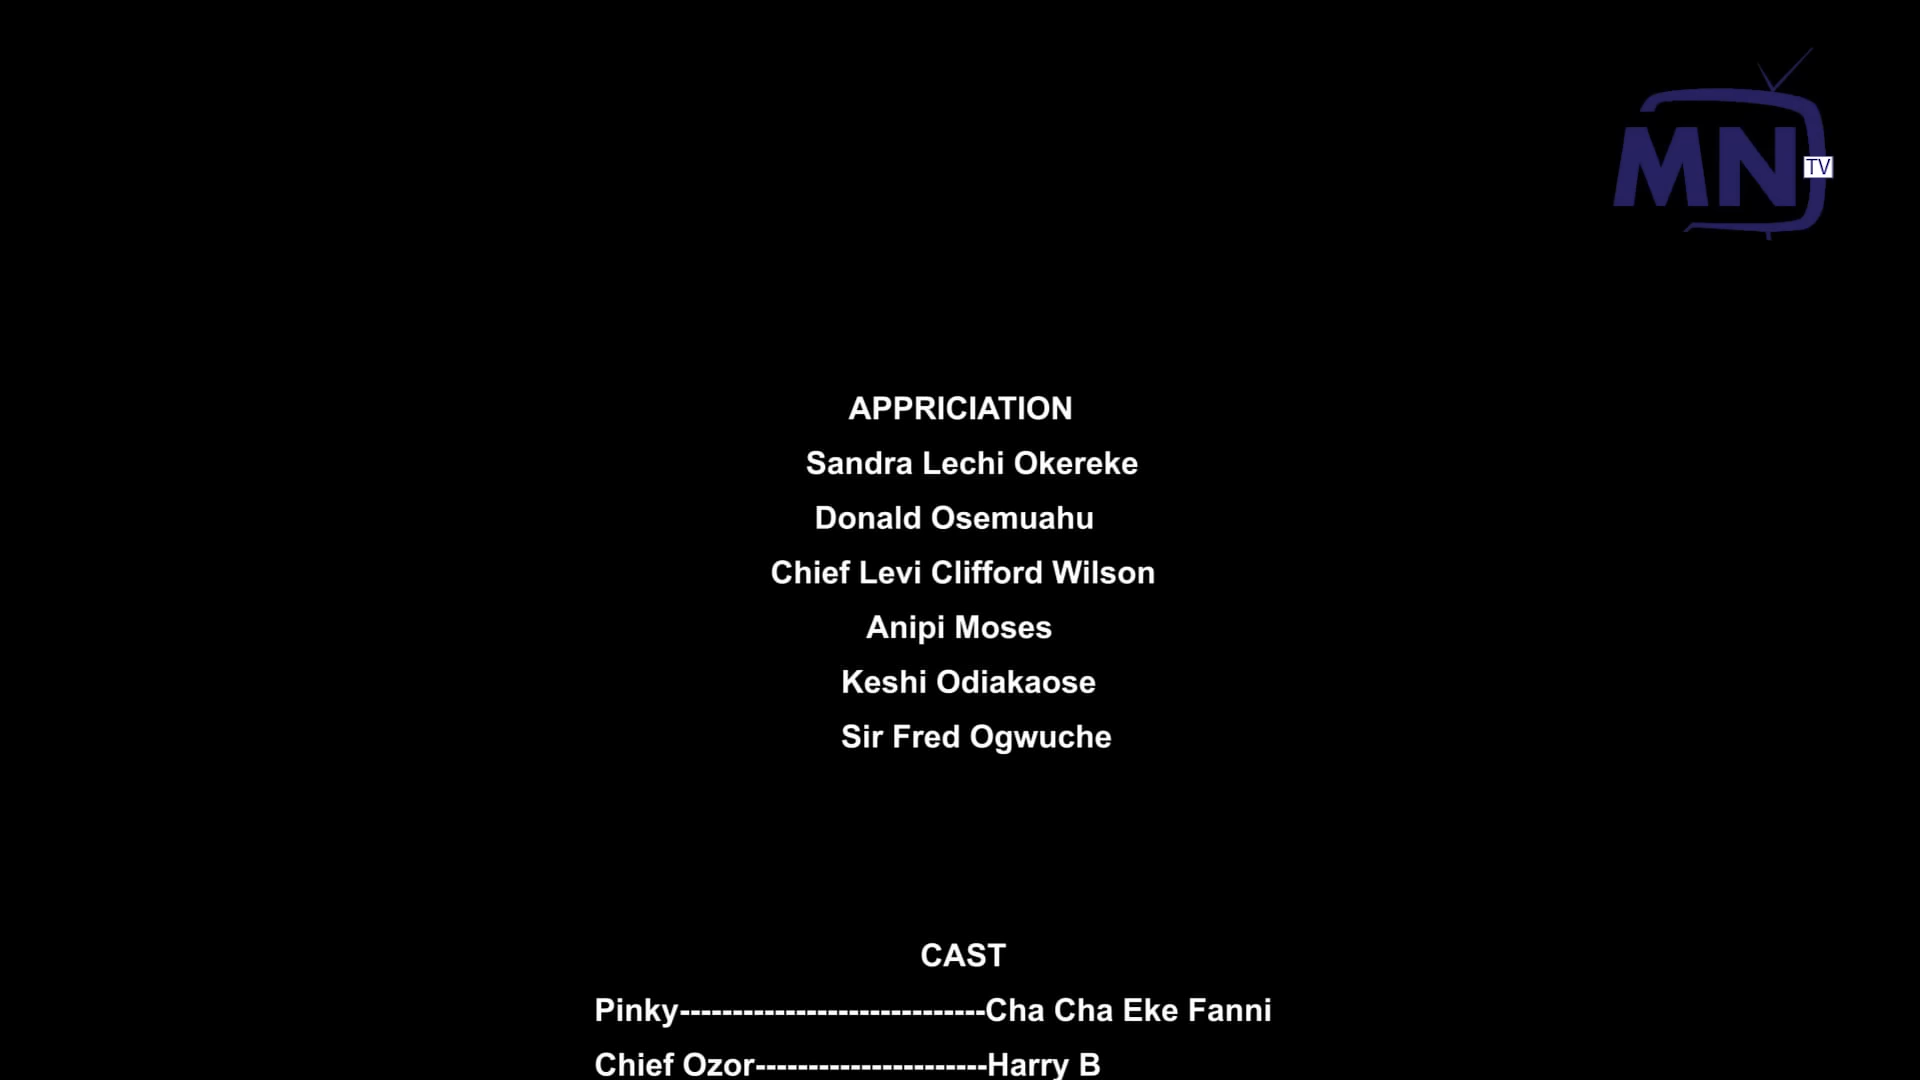 MN
TV
APPRICIATION
Sandra Lechi Okereke
Donald Osemuahu
Chief Levi Clifford Wilson
Anipi Moses
Keshi Odiakaose
Sir Fred Ogwuche
CAST
Pinky-----------------------------Cha Cha Eke Fanni
Chief Ozor----------------------Harry B